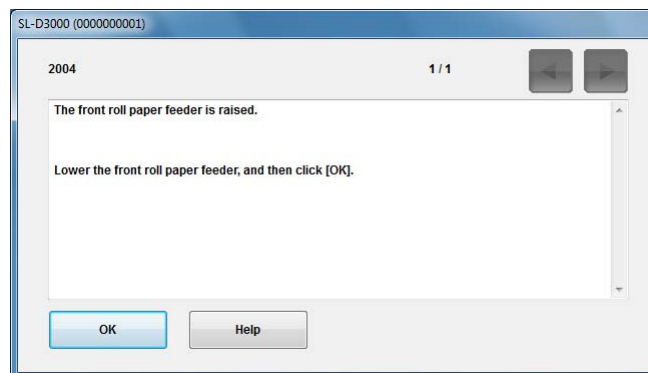 SL-D3000 (0000000001)
2004
1 / 1
The front roll paper feeder is raised.
Lower the front roll paper feeder, and then click [OK].
OK
Help